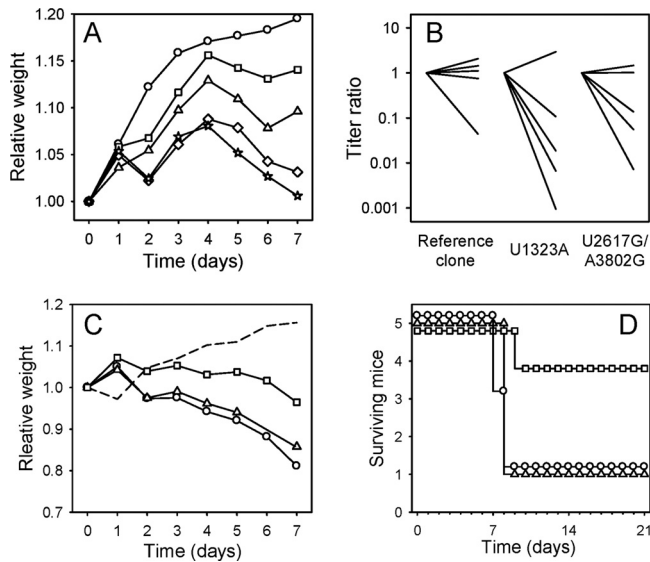 A
Relative weight
1.20
1.15
1.10
1.05
1.00
0 1 2 3 4 5 6 7
Time (days)
B
Titer ratio
10
1
0.1
0.01
0.001
Reference
clone
U1323A
U2617G/
A3802G
C
Rleative weight
1.2
1.1
1.0
0.9
0.8
0.7
0 1 2 3 4 5 6 7
Time (days)
D
Surviving mice
5
4
3
2
1
0
0 7 14 21
Time (days)